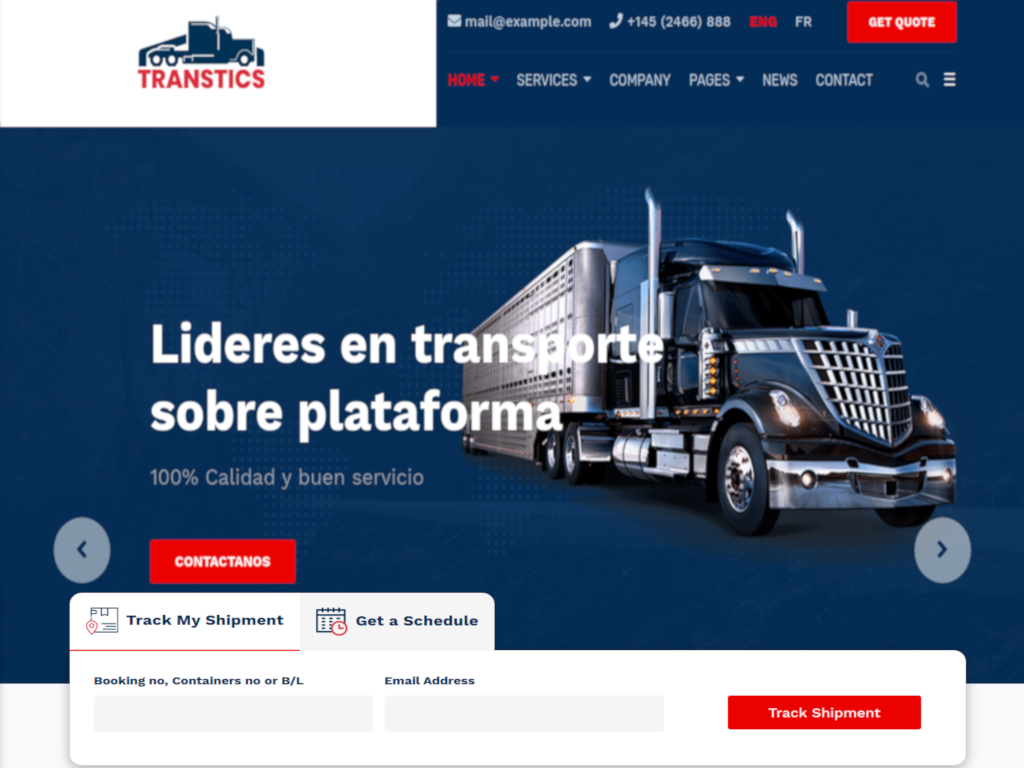 TRANSTICS
mail@example.com +145 (2466) 888 ENG FR GET QUOTE
HOME SERVICES COMPANY PAGES NEWS CONTACT
Lideres en transporte
sobre plataforma
100% Calidad y buen servicio
CONTACTANOS
Track My Shipment Get a Schedule
Booking no, Containers no or B/L Email Address
Track Shipment